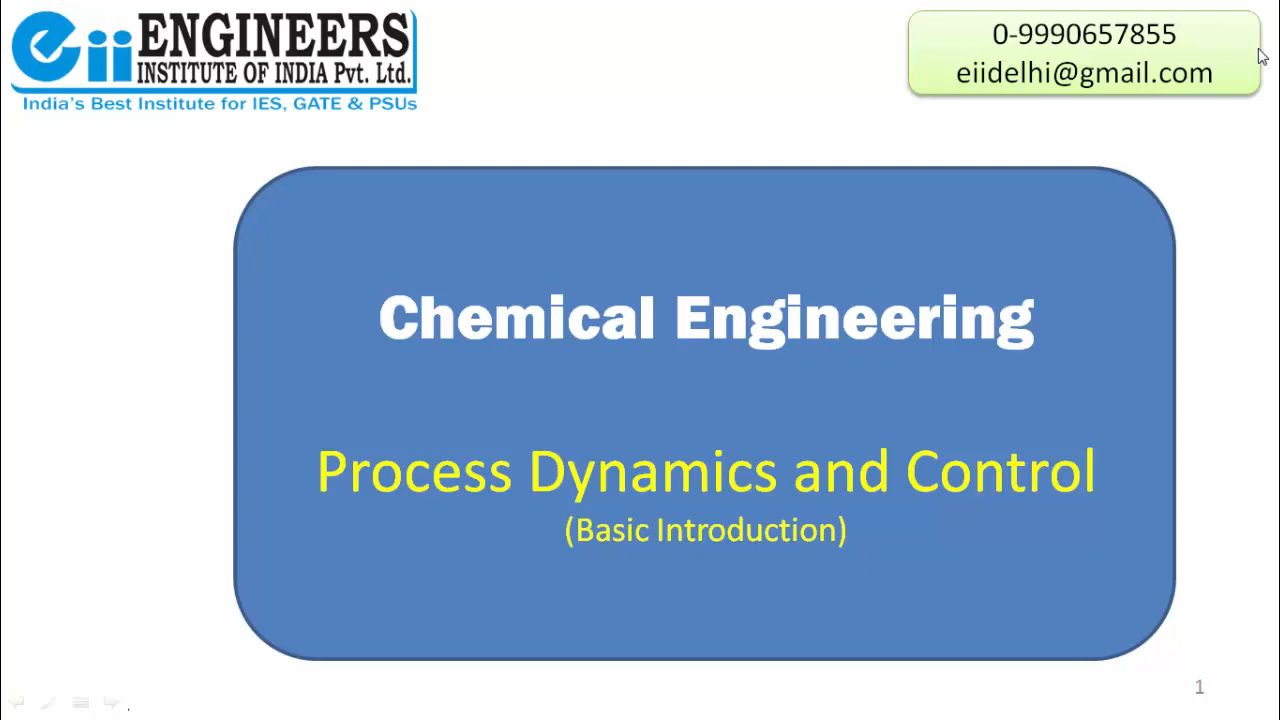 eii ENGINEERS
INSTITUTE OF INDIA Pvt. Ltd.
India's Best Institute for IES, GATE & PSUs
0-9990657855
eiidelhi@gmail.com
Chemical Engineering
Process Dynamics and Control
(Basic Introduction)
1